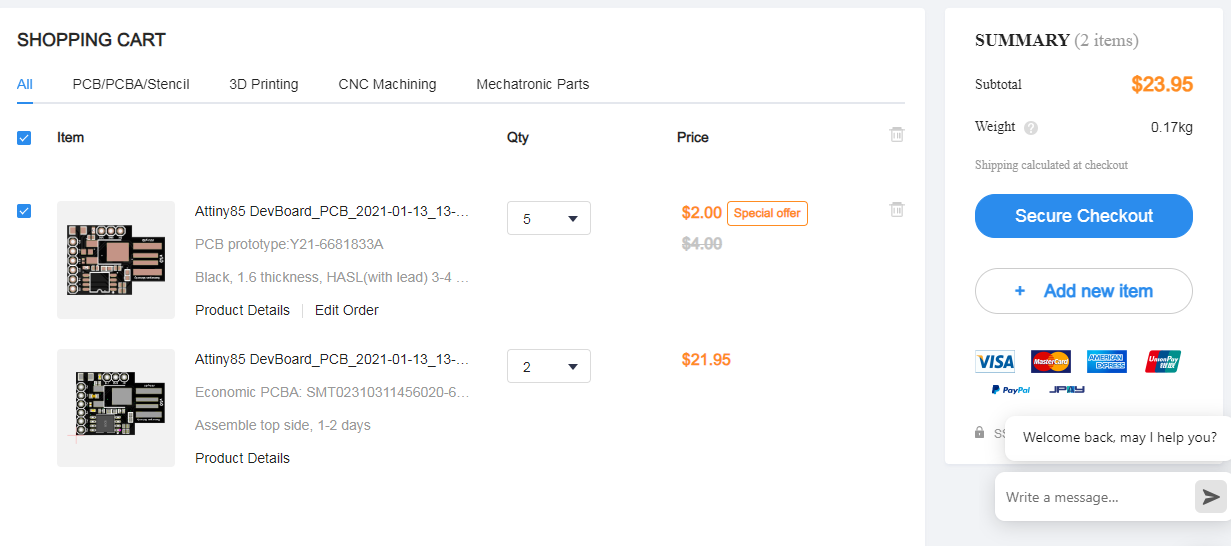 SHOPPING CART
All PCB/PCBA/Stencil 3D Printing CNC Machining Mechatronic Parts
Item Qty Price
Attiny85 DevBoard_PCB_2021-01-13_13-...
5
$2.00 Special offer
PCB prototype:Y21-6681833A
$4.00
Black, 1.6 thickness, HASL(with lead) 3-4 ...
Product Details Edit Order
Attiny85 DevBoard_PCB_2021-01-13_13-...
2
$21.95
Economic PCBA: SMT02310311456020-6...
Assemble top side, 1-2 days
Product Details
SUMMARY (2 items)
Subtotal $23.95
Weight ? 0.17kg
Shipping calculated at checkout
Secure Checkout
+ Add new item
VISA MasterCard AMERICAN EXPRESS UnionPay
PayPal JPAY
Welcome back, may I help you?
Write a message...